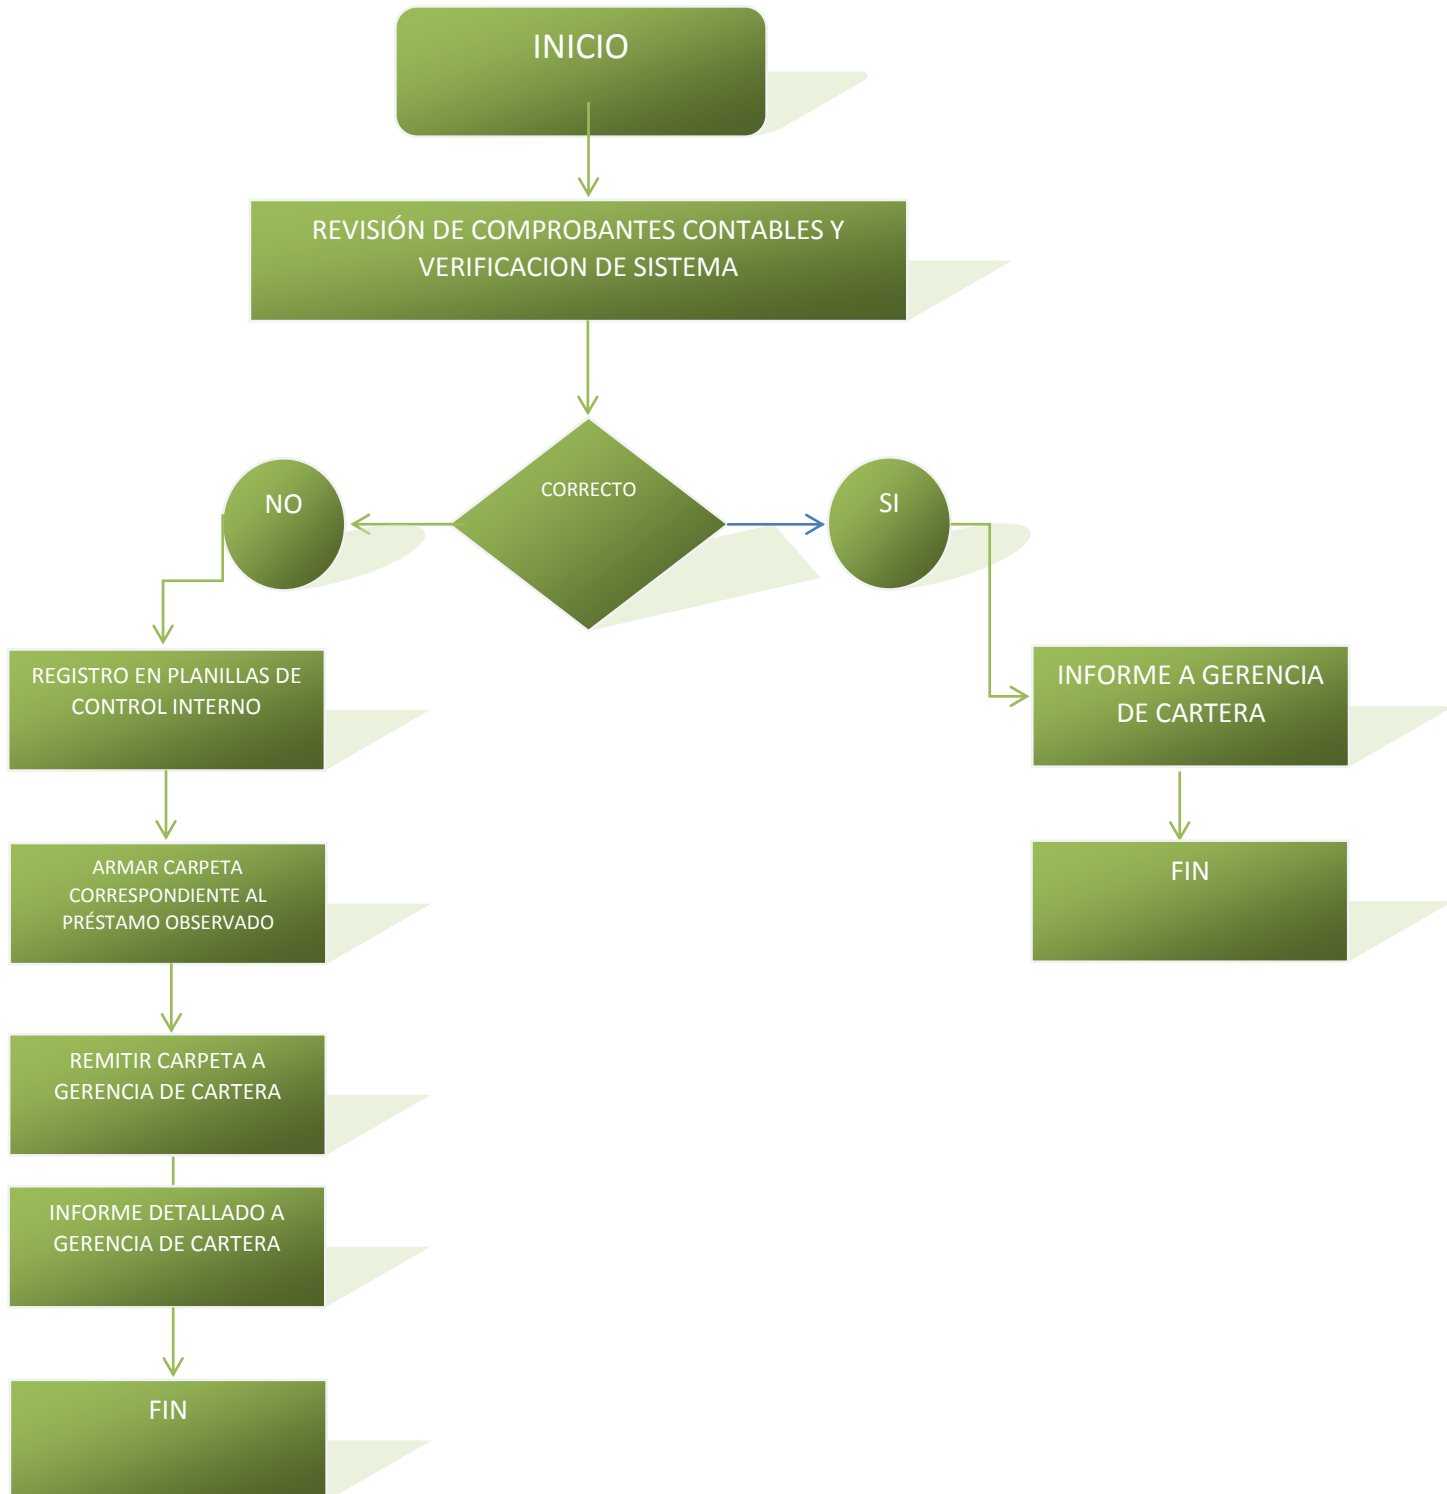 INICIO
REVISIÓN DE COMPROBANTES CONTABLES Y
VERIFICACION DE SISTEMA
CORRECTO
NO
SI
REGISTRO EN PLANILLAS DE
CONTROL INTERNO
INFORME A GERENCIA
DE CARTERA
ARMAR CARPETA
CORRESPONDIENTE AL
PRÉSTAMO OBSERVADO
FIN
REMITIR CARPETA A
GERENCIA DE CARTERA
INFORME DETALLADO A
GERENCIA DE CARTERA
FIN